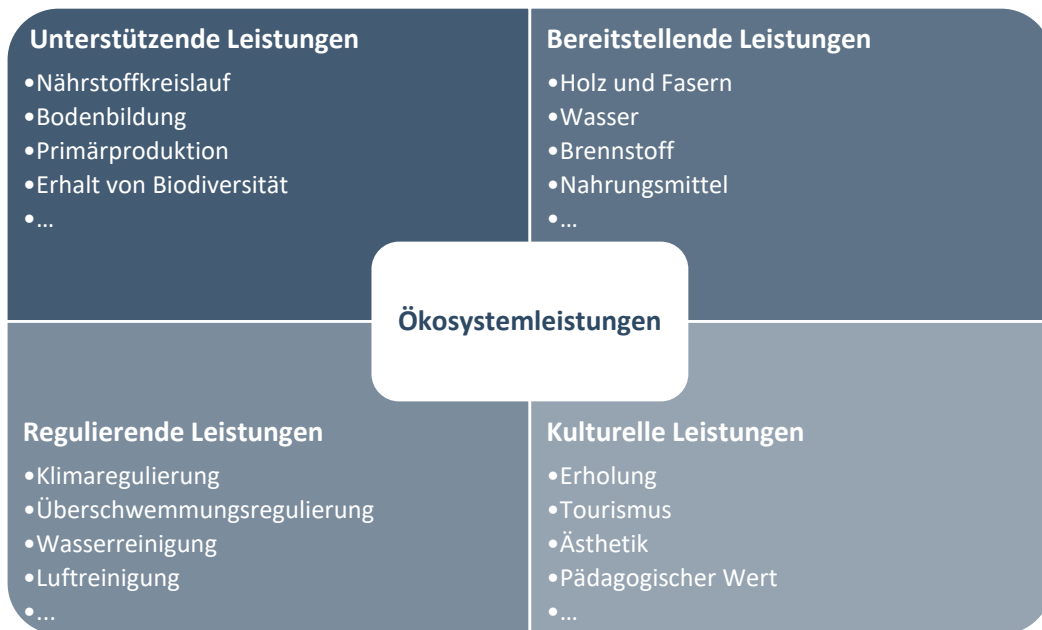 Unterstützende Leistungen
•Nährstoffkreislauf
•Bodenbildung
•Primärproduktion
•Erhalt von Biodiversität
•...
Bereitstellende Leistungen
•Holz und Fasern
•Wasser
•Brennstoff
•Nahrungsmittel
•...
Ökosystemleistungen
Regulierende Leistungen
•Klimaregulierung
•Überschwemmungsregulierung
•Wasserreinigung
•Luftreinigung
•...
Kulturelle Leistungen
•Erholung
•Tourismus
•Ästhetik
•Pädagogischer Wert
•...